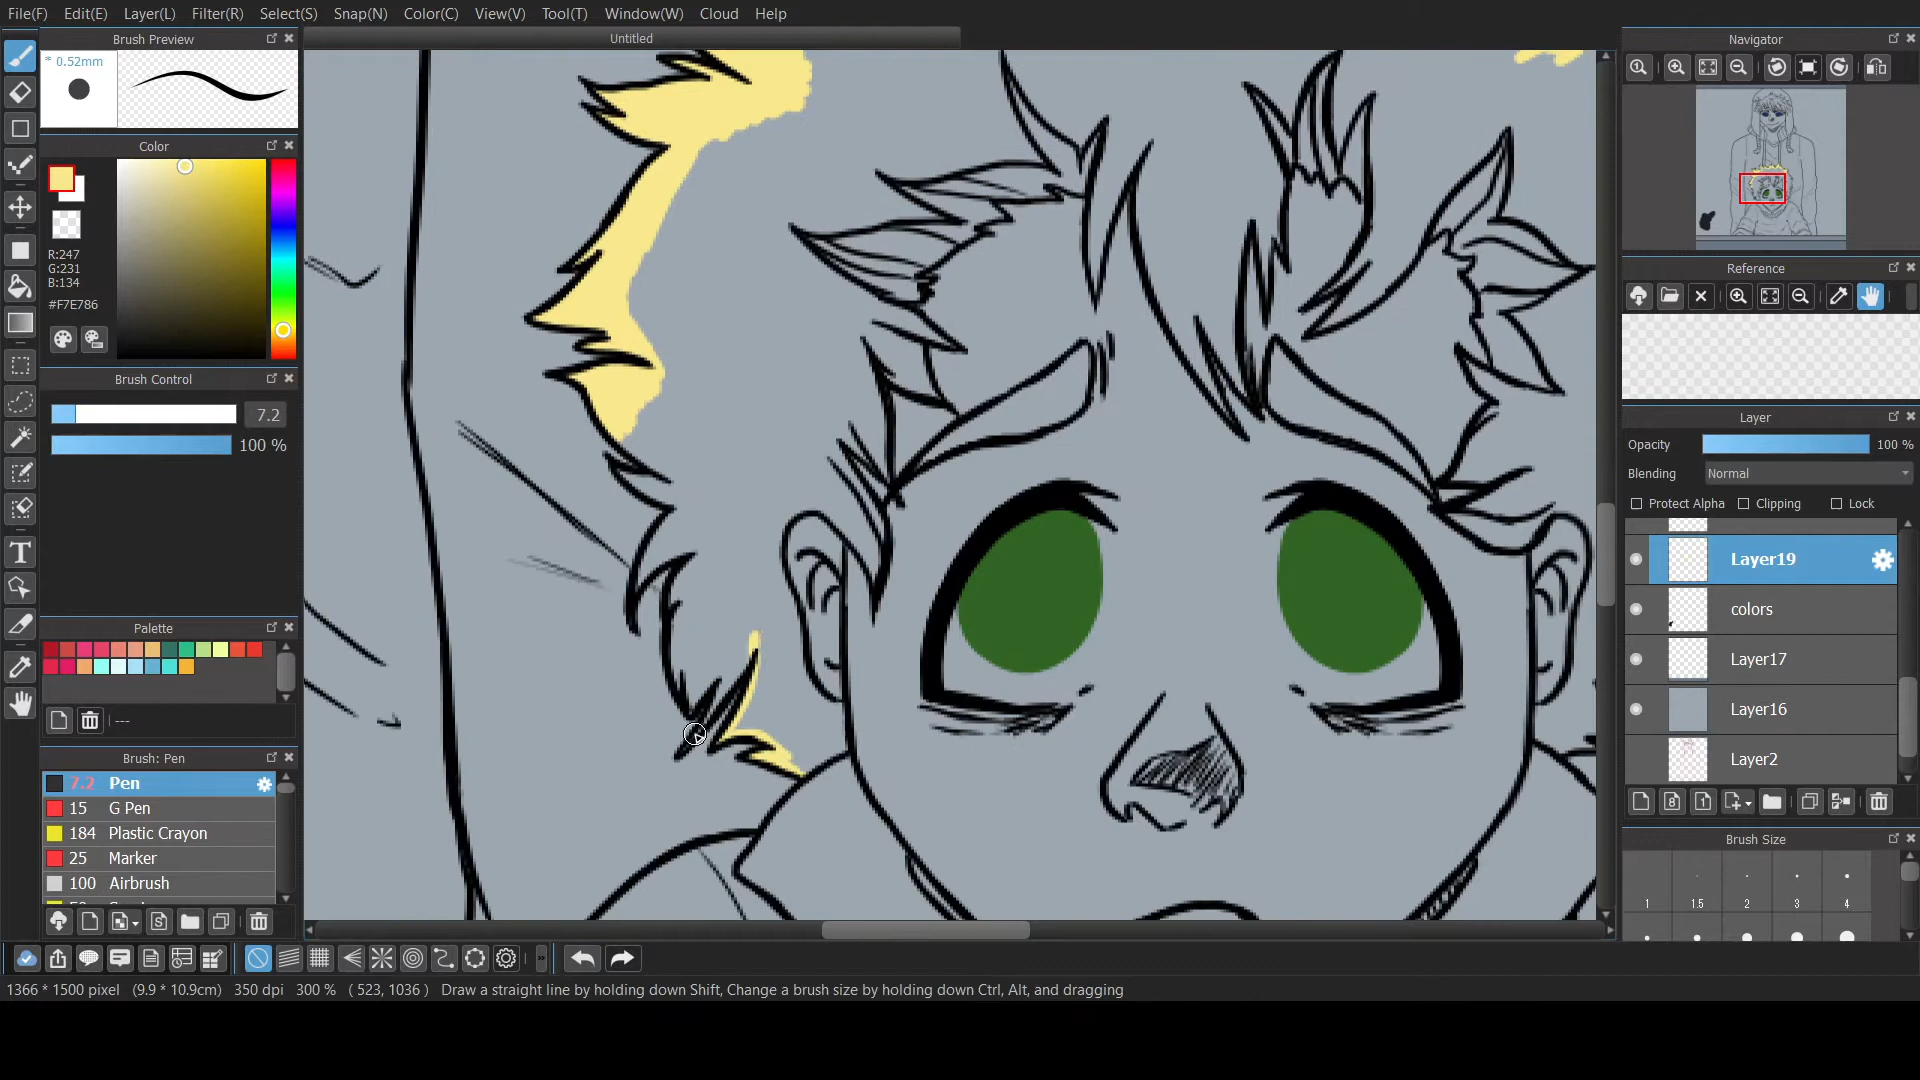 File(F) Edit(E) Layer(L) Filter(R) Select(S) Snap(N) Color(C) View(V) Tool(T) Window(W) Cloud Help
Brush Preview
Untitled
Navigator
* 0.52mm
Color
R:247
G:231
B:134
#F7E786
Reference
Brush Control
7.2
100 %
Layer
Opacity 100 %
Blending Normal
Protect Alpha Clipping Lock
Layer19
colors
Layer17
Layer16
Layer2
Palette
---
Brush: Pen
7.2 Pen
15 G Pen
184 Plastic Crayon
25 Marker
100 Airbrush
Brush Size
1 1.5 2 3 4
1366 * 1500 pixel (9.9 * 10.9cm) 350 dpi 300 % ( 523, 1036 ) Draw a straight line by holding down Shift, Change a brush size by holding down Ctrl, Alt, and dragging